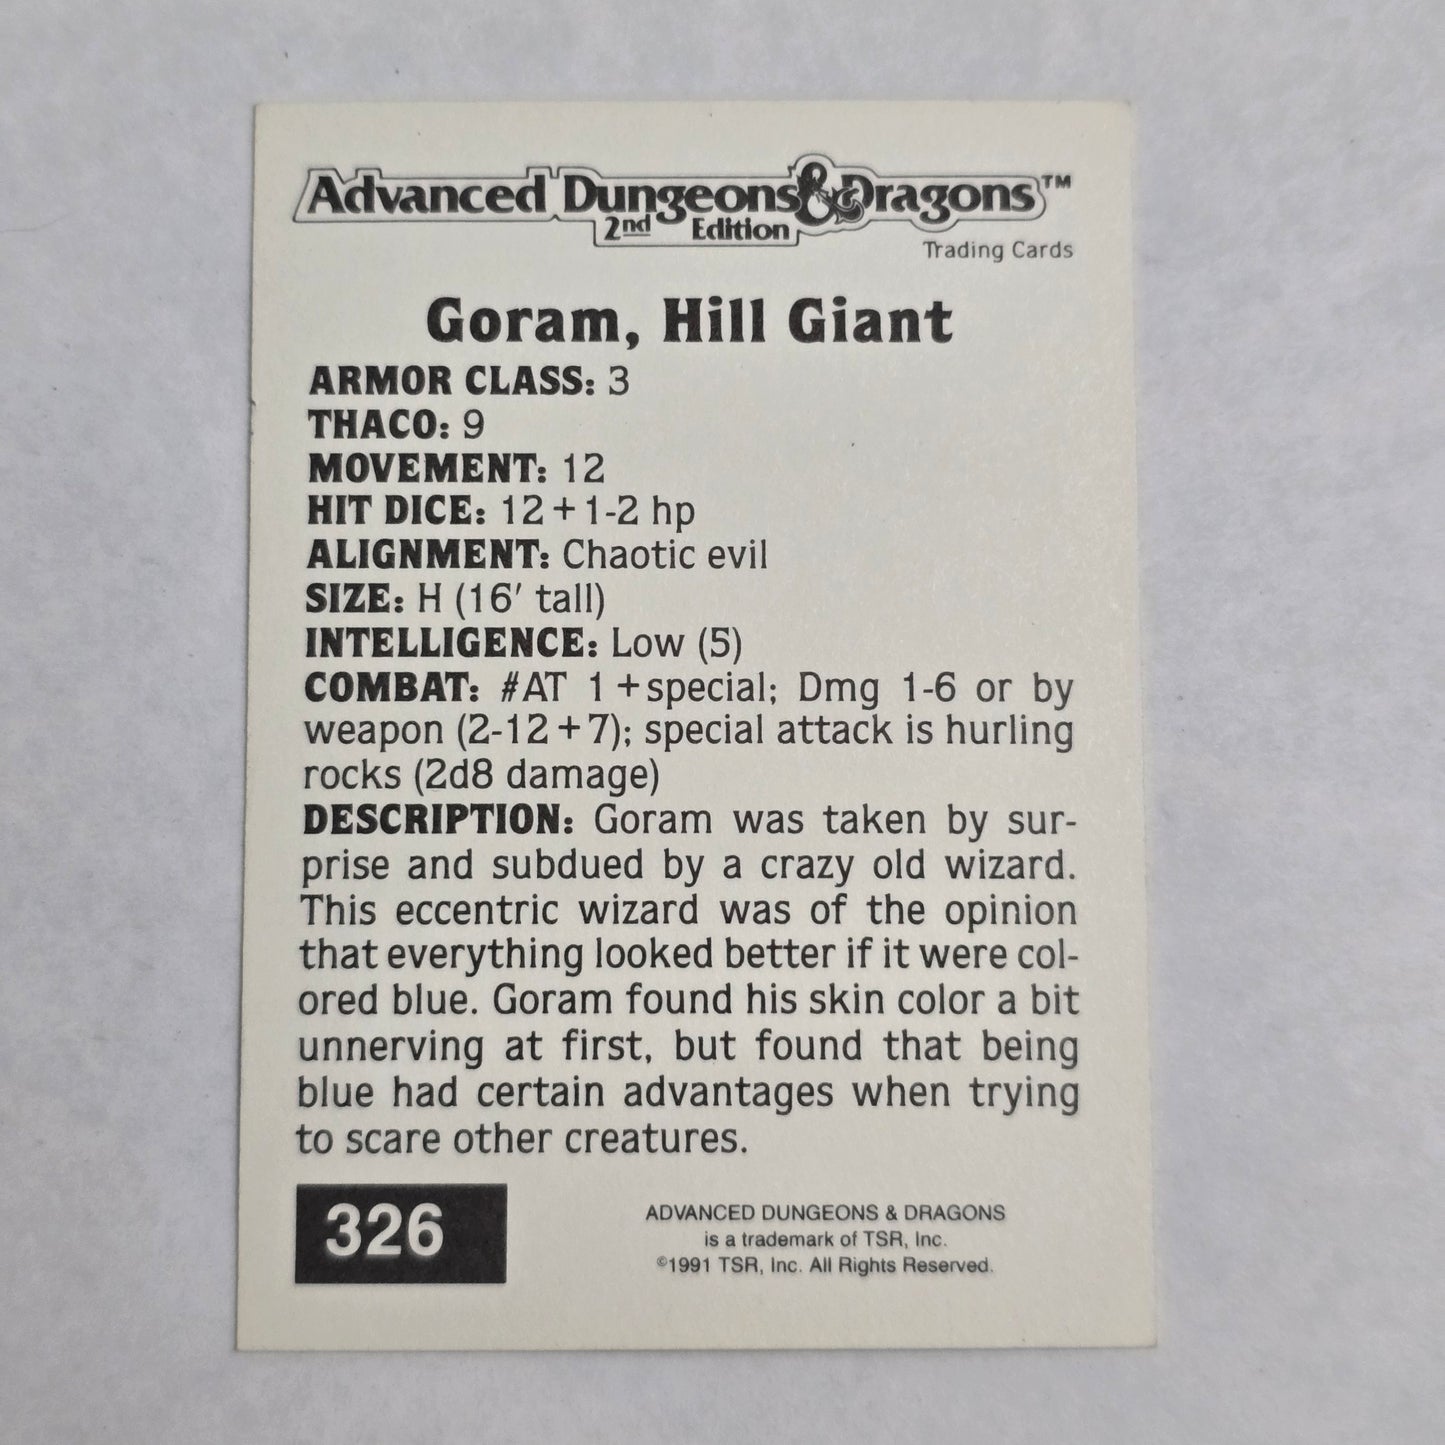 Advanced Dungeons & Dragons™
2nd Edition
Trading Cards
Goram, Hill Giant
ARMOR CLASS: 3
THACO: 9
MOVEMENT: 12
HIT DICE: 12+1-2 hp
ALIGNMENT: Chaotic evil
SIZE: H (16′ tall)
INTELLIGENCE: Low (5)
COMBAT: #AT 1+special; Dmg 1-6 or by
weapon (2-12+7); special attack is hurling
rocks (2d8 damage)
DESCRIPTION: Goram was taken by sur-
prise and subdued by a crazy old wizard.
This eccentric wizard was of the opinion
that everything looked better if it were col-
ored blue. Goram found his skin color a bit
unnerving at first, but found that being
blue had certain advantages when trying
to scare other creatures.
326
ADVANCED DUNGEONS & DRAGONS
is a trademark of TSR, Inc.
©1991 TSR, Inc. All Rights Reserved.